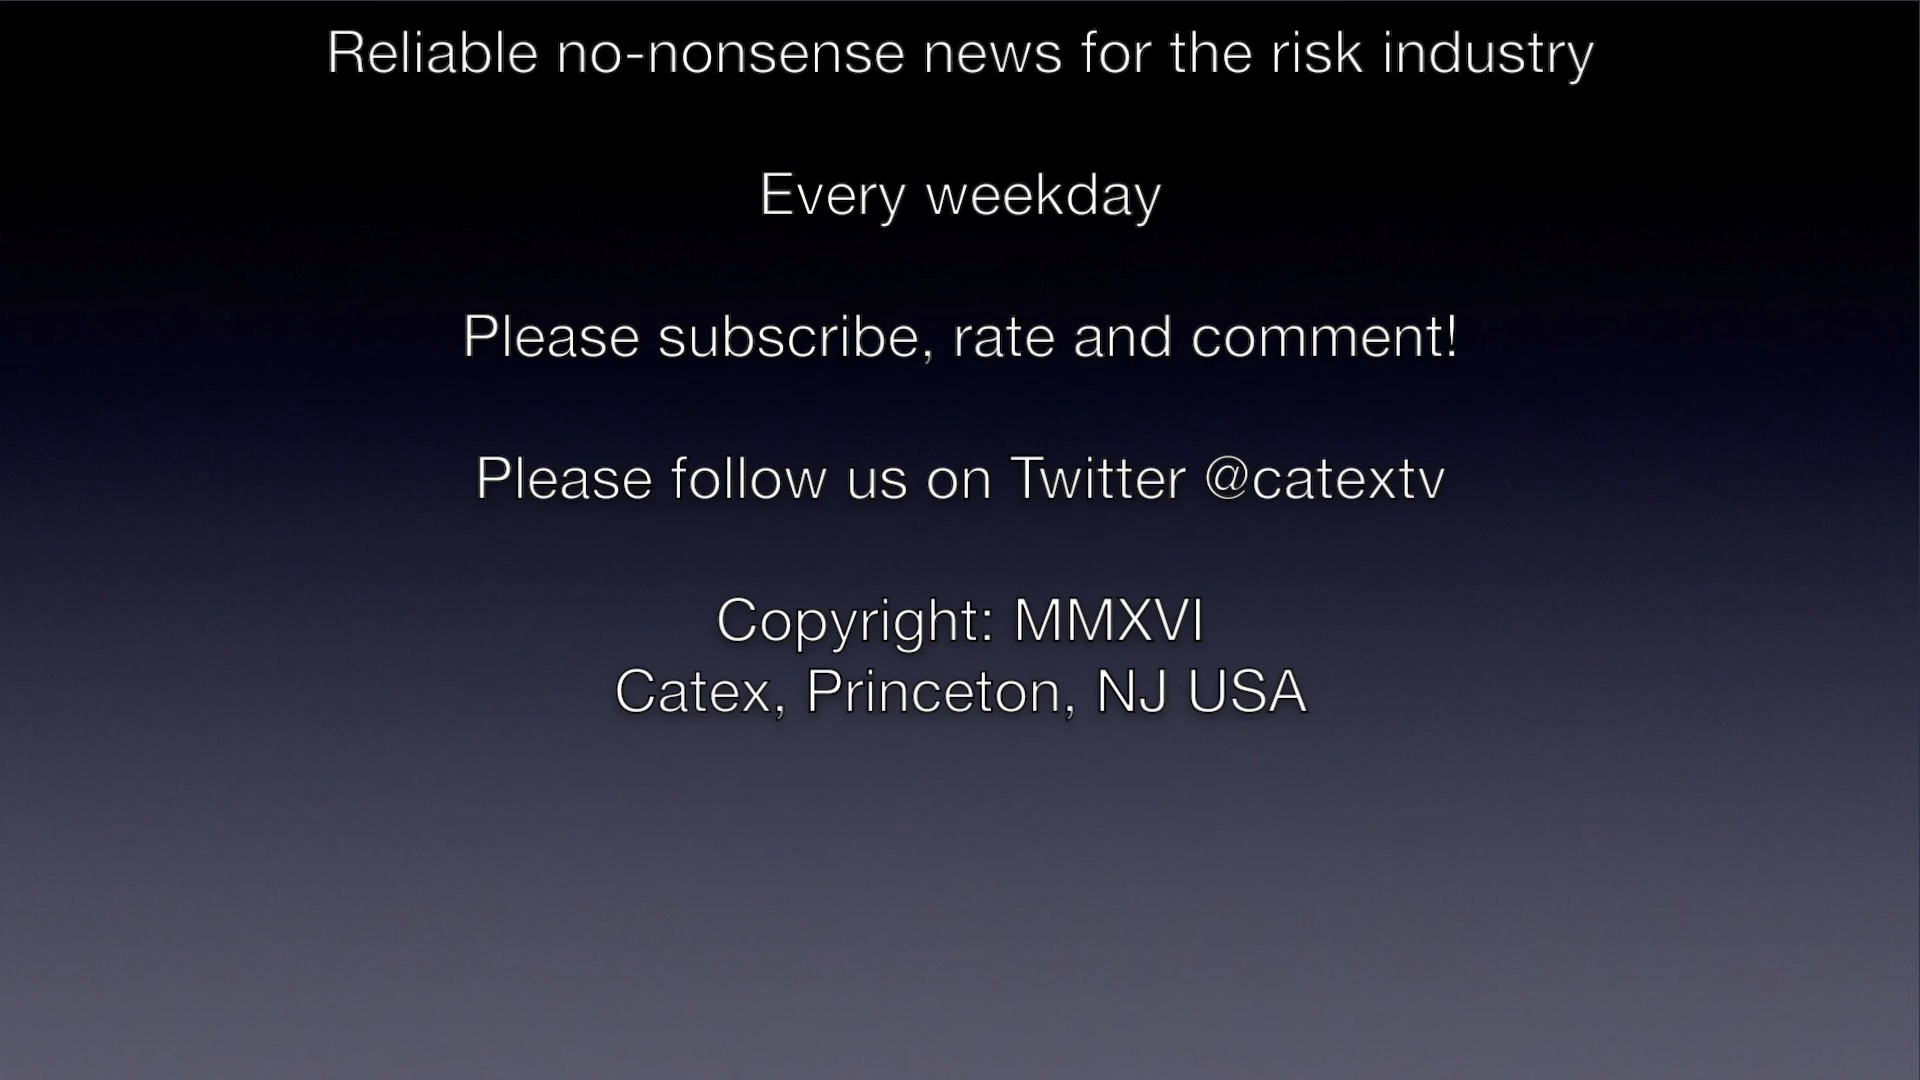 Reliable no-nonsense news for the risk industry
Every weekday
Please subscribe, rate and comment!
Please follow us on Twitter @catextv
Copyright: MMXVI
Catex, Princeton, NJ USA